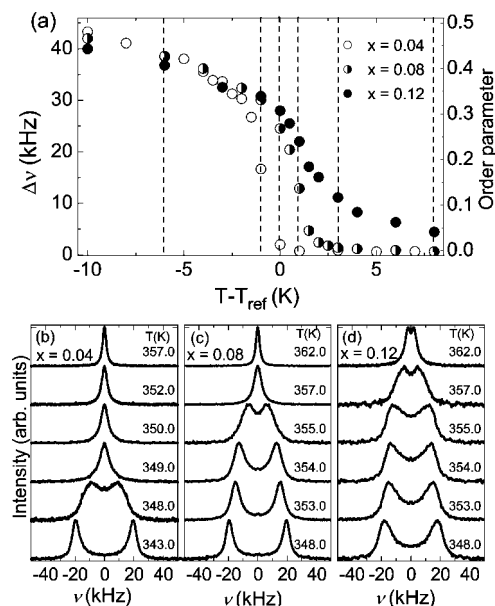 (a)
40
30
20
10
0
Δν (kHz)
0.5
0.4
0.3
0.2
0.1
0.0
Order parameter
x = 0.04
x = 0.08
x = 0.12
-10
-5
0
5
T-Tref (K)
Intensity (arb. units)
(b)
T(K)
x = 0.04
357.0
352.0
350.0
349.0
348.0
343.0
-40 -20 0 20 40
ν (kHz)
(c)
T(K)
x = 0.08
362.0
357.0
355.0
354.0
353.0
348.0
-40 -20 0 20 40
ν (kHz)
(d)
T(K)
x = 0.12
362.0
357.0
355.0
354.0
353.0
348.0
-40 -20 0 20 40
ν (kHz)